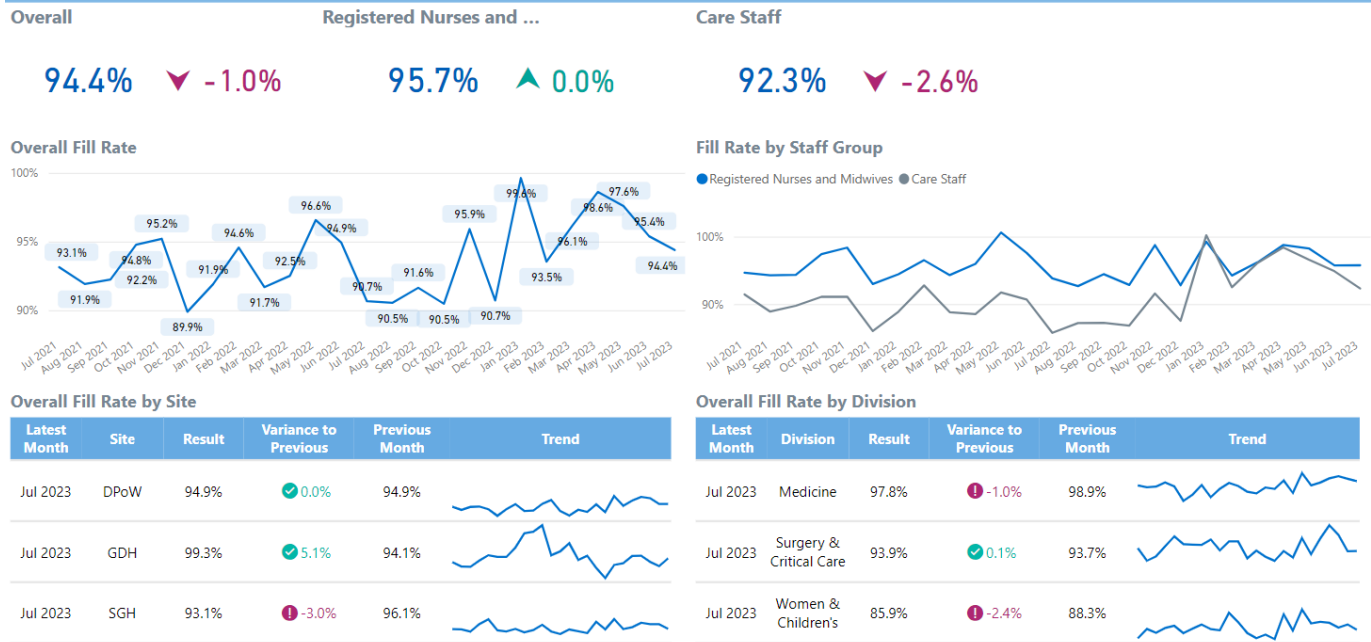 Overall
Registered Nurses and ...
Care Staff
94.4% -1.0%
95.7% 0.0%
92.3% -2.6%
Overall Fill Rate
100%
95%
90%
93.1%
91.9%
92.2%
94.8%
95.2%
89.9%
91.9%
94.6%
91.7%
92.5%
96.6%
94.9%
90.7%
90.5%
91.6%
90.5%
95.9%
90.7%
99.6%
93.5%
96.1%
98.6%
97.6%
95.4%
94.4%
Jul 2021
Aug 2021
Sep 2021
Oct 2021
Nov 2021
Dec 2021
Jan 2022
Feb 2022
Mar 2022
Apr 2022
May 2022
Jun 2022
Jul 2022
Aug 2022
Sep 2022
Oct 2022
Nov 2022
Dec 2022
Jan 2023
Feb 2023
Mar 2023
Apr 2023
May 2023
Jun 2023
Jul 2023
Fill Rate by Staff Group
Registered Nurses and Midwives Care Staff
100%
90%
Jul 2021
Aug 2021
Sep 2021
Oct 2021
Nov 2021
Dec 2021
Jan 2022
Feb 2022
Mar 2022
Apr 2022
May 2022
Jun 2022
Jul 2022
Aug 2022
Sep 2022
Oct 2022
Nov 2022
Dec 2022
Jan 2023
Feb 2023
Mar 2023
Apr 2023
May 2023
Jun 2023
Jul 2023
Overall Fill Rate by Site
Latest Month Site Result Variance to Previous Previous Month Trend
Jul 2023 DPoW 94.9% 0.0% 94.9%
Jul 2023 GDH 99.3% 5.1% 94.1%
Jul 2023 SGH 93.1% -3.0% 96.1%
Overall Fill Rate by Division
Latest Month Division Result Variance to Previous Previous Month Trend
Jul 2023 Medicine 97.8% -1.0% 98.9%
Jul 2023 Surgery & Critical Care 93.9% 0.1% 93.7%
Jul 2023 Women & Children's 85.9% -2.4% 88.3%